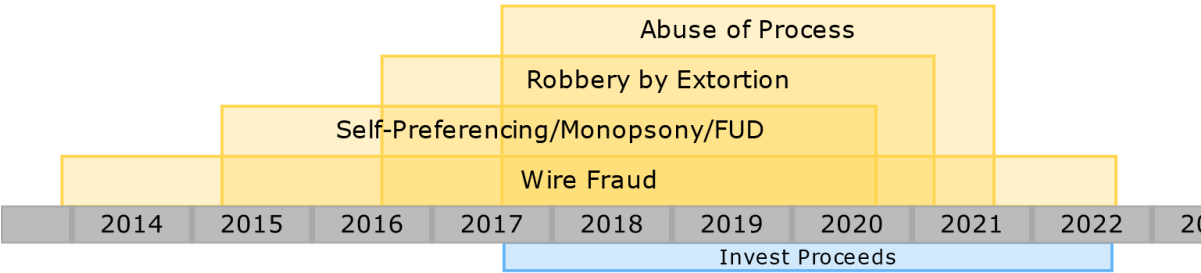 Abuse of Process
Robbery by Extortion
Self-Preferencing/Monopsony/FUD
Wire Fraud
2014 2015 2016 2017 2018 2019 2020 2021 2022
Invest Proceeds